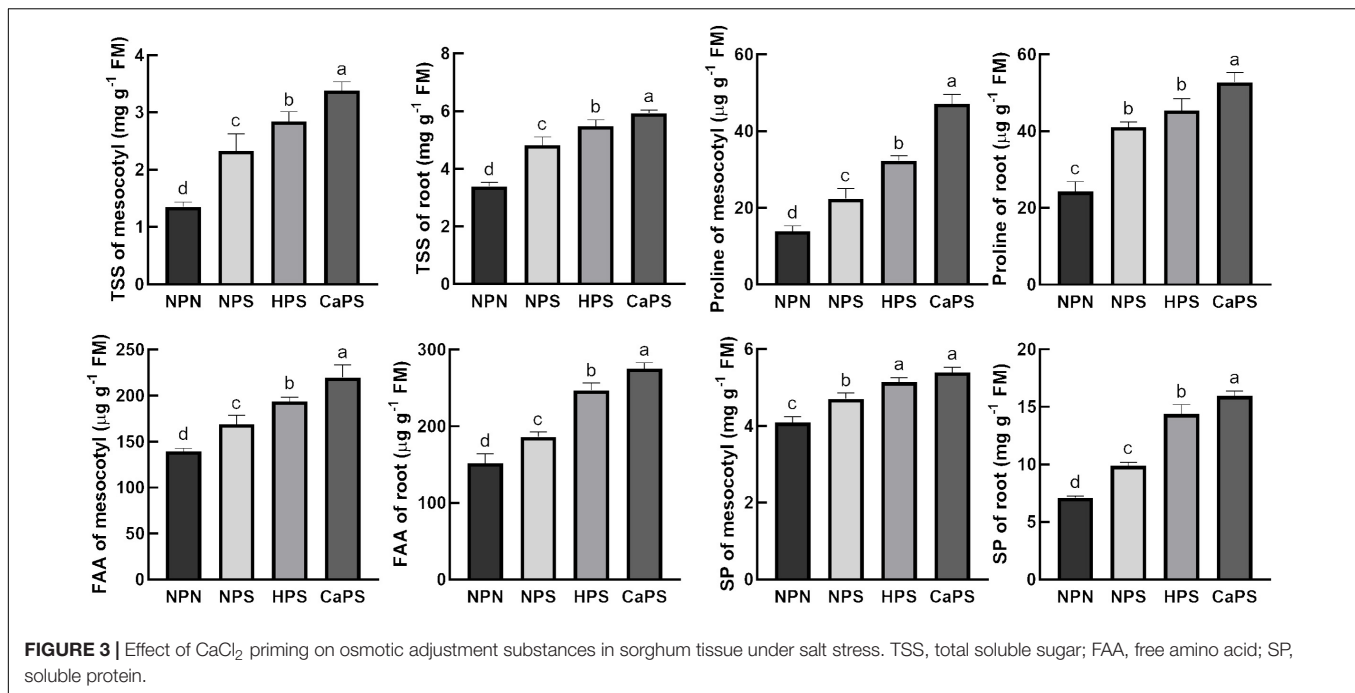 TSS of mesocotyl (mg g⁻¹ FM)
4
3
2
1
0
d
c
b
a
NPN NPS HPS CaPS
TSS of root (mg g⁻¹ FM)
8
6
4
2
0
d
c
b
a
NPN NPS HPS CaPS
Proline of mesocotyl (μg g⁻¹ FM)
60
40
20
0
d
c
b
a
NPN NPS HPS CaPS
Proline of root (μg g⁻¹ FM)
60
40
20
0
c
b
b
a
NPN NPS HPS CaPS
FAA of mesocotyl (μg g⁻¹ FM)
250
200
150
100
50
0
d
c
b
a
NPN NPS HPS CaPS
FAA of root (μg g⁻¹ FM)
300
200
100
0
d
c
b
a
NPN NPS HPS CaPS
SP of mesocotyl (mg g⁻¹ FM)
6
4
2
0
c
b
a
a
NPN NPS HPS CaPS
SP of root (mg g⁻¹ FM)
20
15
10
5
0
d
c
b
a
NPN NPS HPS CaPS
FIGURE 3 | Effect of CaCl₂ priming on osmotic adjustment substances in sorghum tissue under salt stress. TSS, total soluble sugar; FAA, free amino acid; SP,
soluble protein.